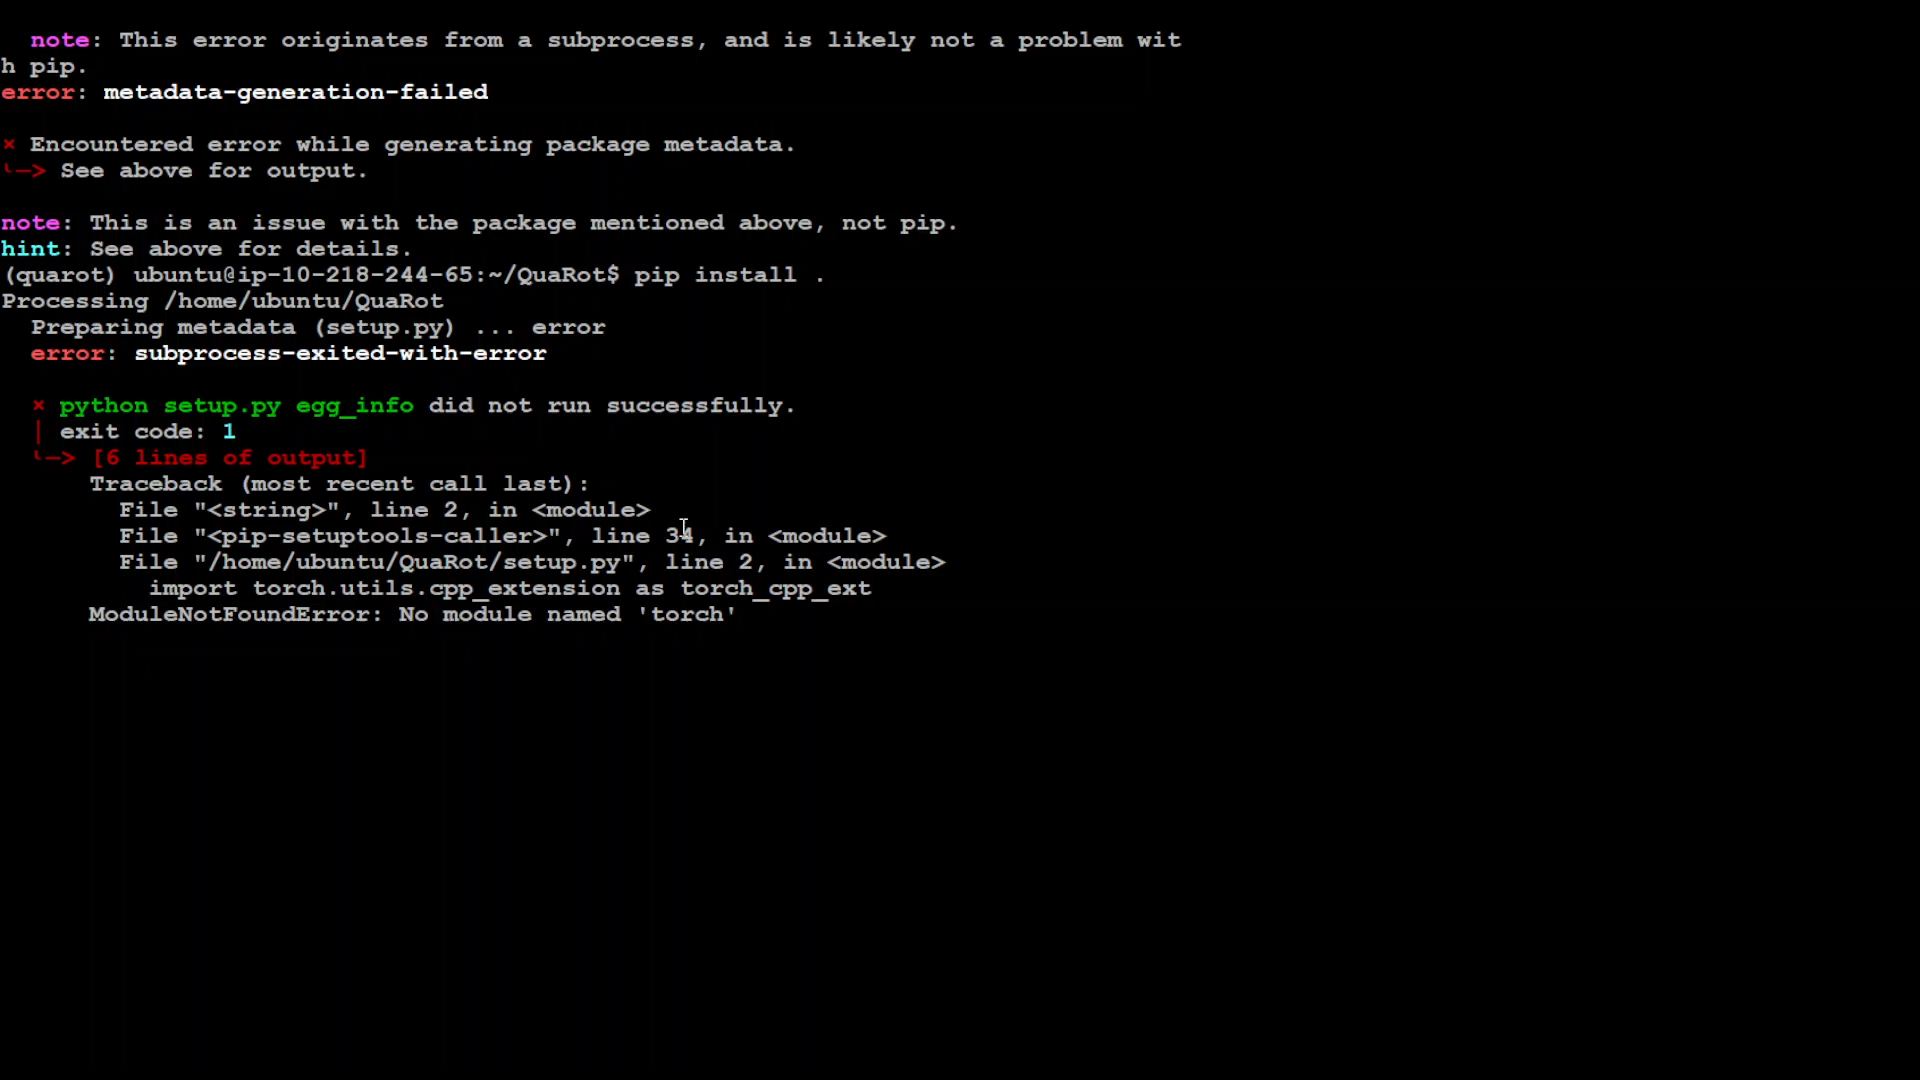 note: This error originates from a subprocess, and is likely not a problem wit
h pip.
error: metadata-generation-failed
× Encountered error while generating package metadata.
╰─> See above for output.
note: This is an issue with the package mentioned above, not pip.
hint: See above for details.
(quarot) ubuntu@ip-10-218-244-65:~/QuaRot$ pip install .
Processing /home/ubuntu/QuaRot
Preparing metadata (setup.py) ... error
error: subprocess-exited-with-error
× python setup.py egg_info did not run successfully.
│ exit code: 1
╰─> [6 lines of output]
Traceback (most recent call last):
File "<string>", line 2, in <module>
File "<pip-setuptools-caller>", line 34, in <module>
File "/home/ubuntu/QuaRot/setup.py", line 2, in <module>
import torch.utils.cpp_extension as torch_cpp_ext
ModuleNotFoundError: No module named 'torch'